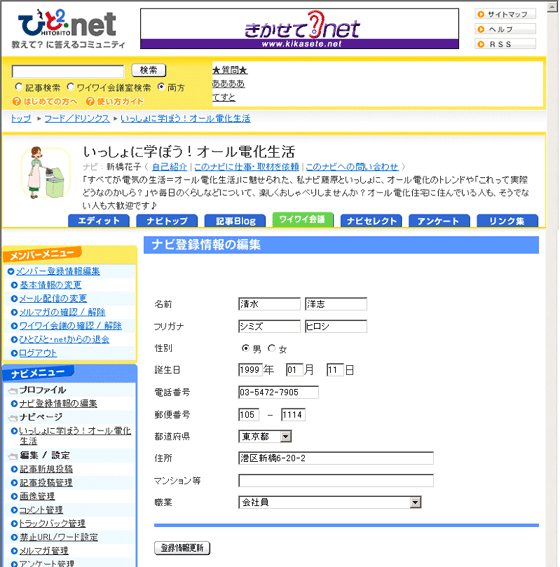 ひと2.net
HITOBITO
教えて?に答えるコミュニティ
きかせて?net
www.kikasete.net
サイトマップ
ヘルプ
RSS
検索
記事検索 ワイワイ会議室検索 両方
はじめての方へ 使い方ガイド
★質問★
ああああ
てすと
トップ フード/ドリンクス いっしょに学ぼう!オール電化生活
いっしょに学ぼう!オール電化生活
ナビ:新橋花子( 自己紹介 | このナビに仕事・取材を依頼 | このナビへの問い合わせ )
「すべてが電気の生活=オール電化生活」に魅せられた、私ナビ藤原といっしょに、オール電化のトレンドや「これって実際
どうなのかしら?」や毎日のくらしなどについて、楽しくおしゃべりしませんか?オール電化住宅に住んでいる人も、そうでな
い人も大歓迎です♪
エディット ナビトップ 記事Blog ワイワイ会議 ナビセレクト アンケート リンク集
メンバーメニュー
メンバー登録情報編集
基本情報の変更
メール配信の変更
メルマガの確認/解除
ワイワイ会議の確認/解除
ひとびと・netからの退会
ログアウト
ナビメニュー
プロファイル
ナビ登録情報の編集
ナビページ
いっしょに学ぼう!オール電化
生活
編集/設定
記事新規投稿
記事投稿管理
画像管理
コメント管理
トラックバック管理
禁止URL/ワード設定
メルマガ管理
アンケート管理
ナビ登録情報の編集
名前 清水 洋志
フリガナ シミズ ヒロシ
性別 男 女
誕生日 1999 年 01 月 11 日
電話番号 03-5472-7905
郵便番号 105 - 1114
都道府県 東京都
住所 港区新橋6-20-2
マンション等
職業 会社員
登録情報更新